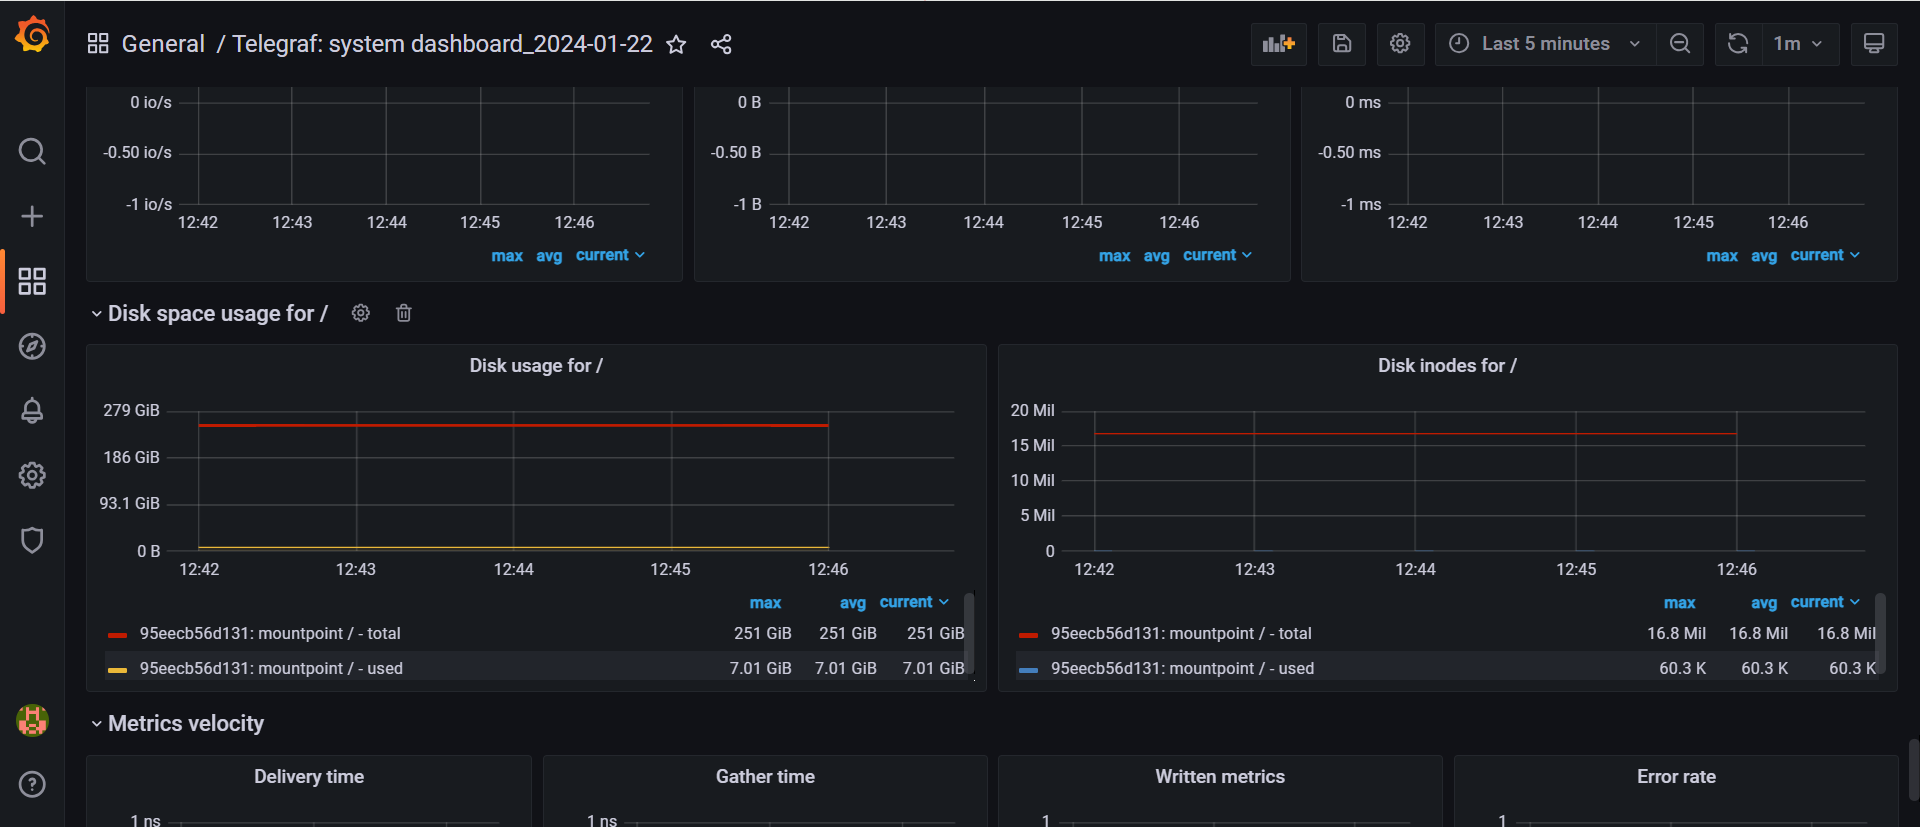 General / Telegraf: system dashboard_2024-01-22
Last 5 minutes
1m
0 io/s
-0.50 io/s
-1 io/s
12:42 12:43 12:44 12:45 12:46
max avg current
0 B
-0.50 B
-1 B
12:42 12:43 12:44 12:45 12:46
max avg current
0 ms
-0.50 ms
-1 ms
12:42 12:43 12:44 12:45 12:46
max avg current
Disk space usage for /
Disk usage for /
279 GiB
186 GiB
93.1 GiB
0 B
12:42 12:43 12:44 12:45 12:46
max avg current
95eecb56d131: mountpoint / - total 251 GiB 251 GiB 251 GiB
95eecb56d131: mountpoint / - used 7.01 GiB 7.01 GiB 7.01 GiB
Disk inodes for /
20 Mil
15 Mil
10 Mil
5 Mil
0
12:42 12:43 12:44 12:45 12:46
max avg current
95eecb56d131: mountpoint / - total 16.8 Mil 16.8 Mil 16.8 Mil
95eecb56d131: mountpoint / - used 60.3 K 60.3 K 60.3 K
Metrics velocity
Delivery time
1 ns
Gather time
1 ns
Written metrics
1
Error rate
1